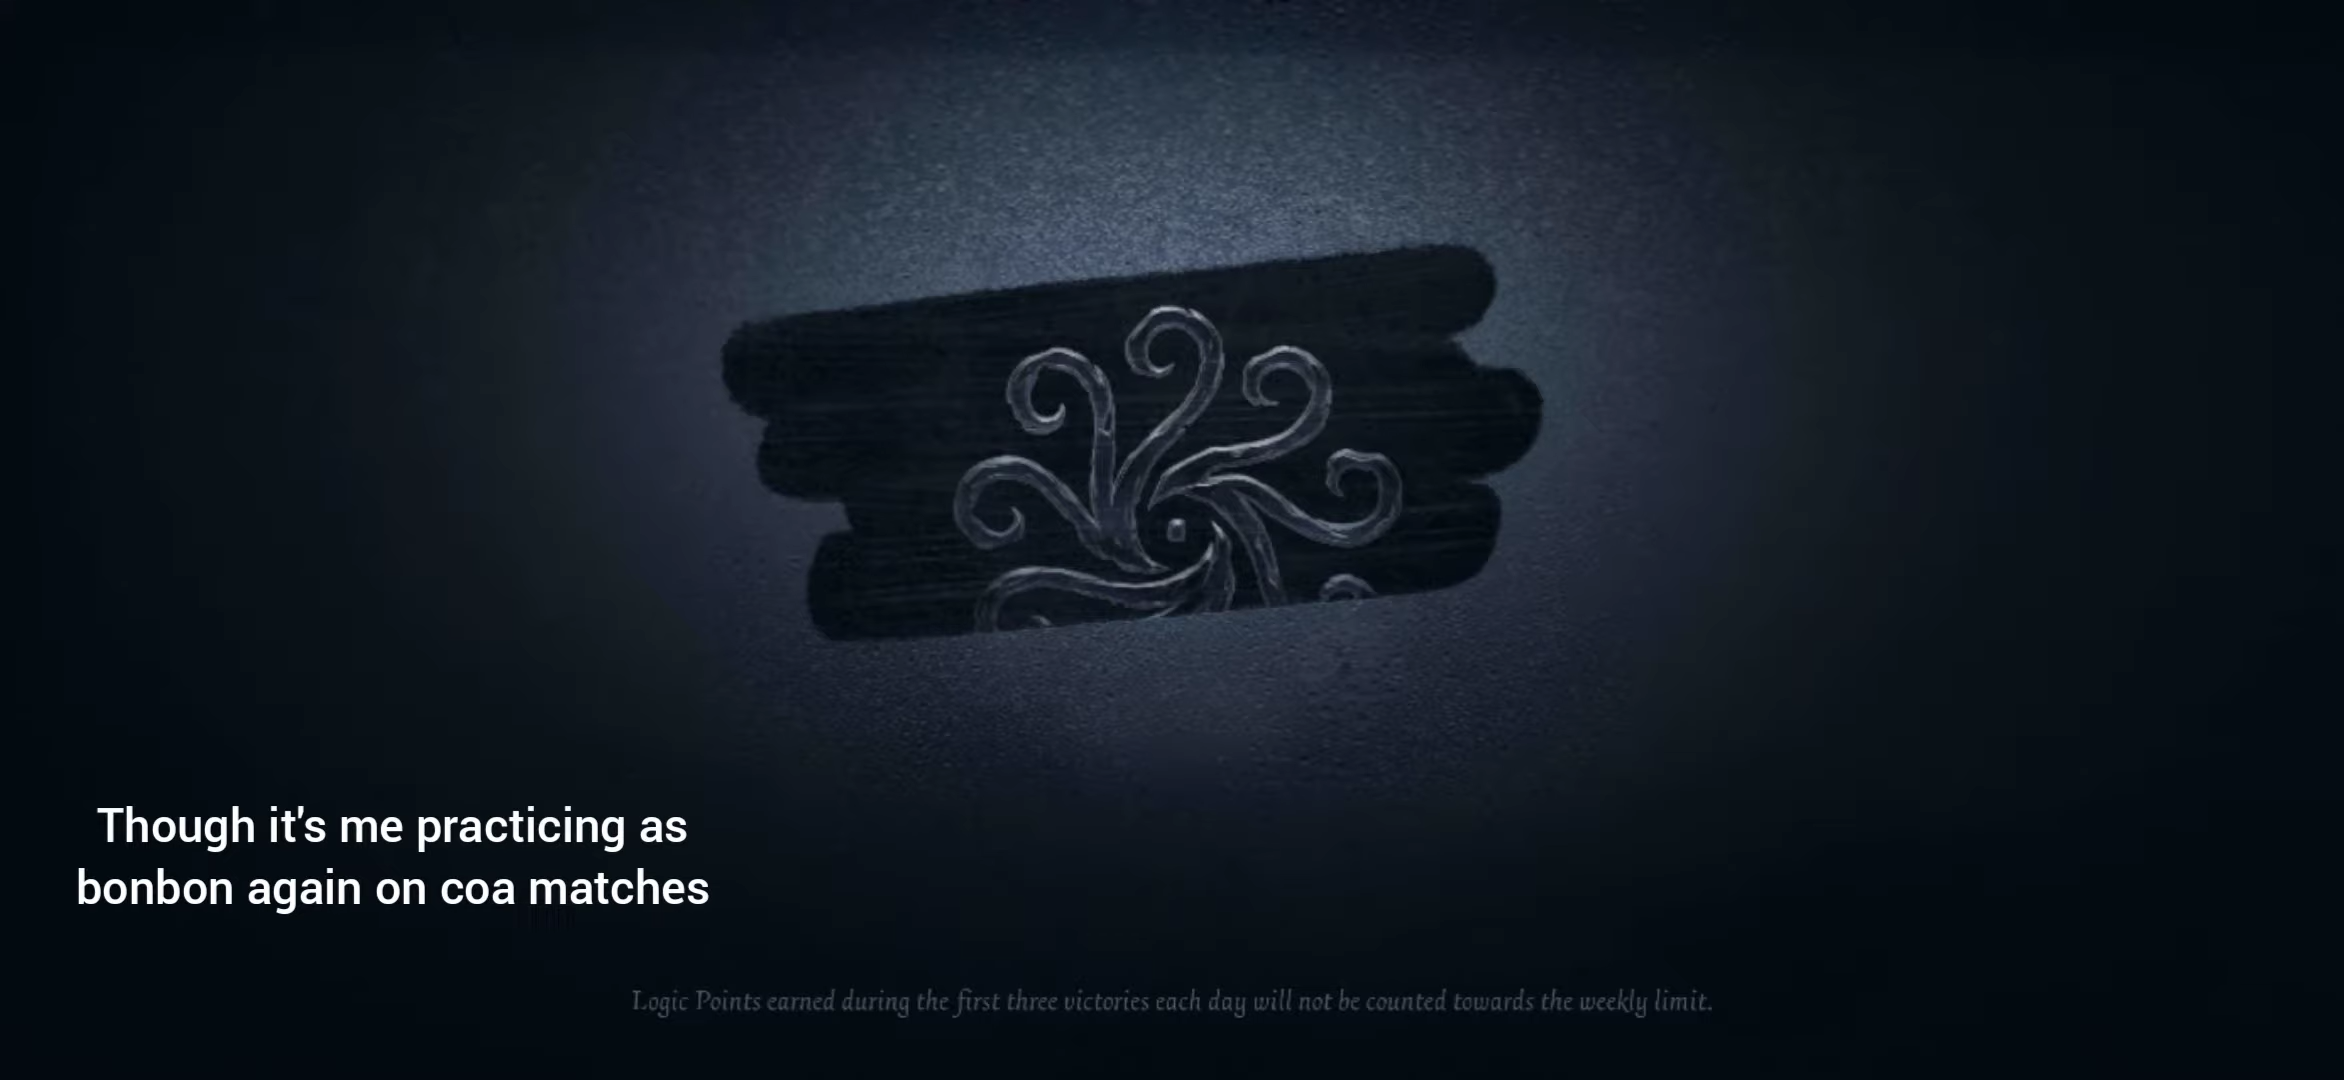 Though it's me practicing as
bonbon again on coa matches
Logic Points earned during the first three victories each day will not be counted towards the weekly limit.